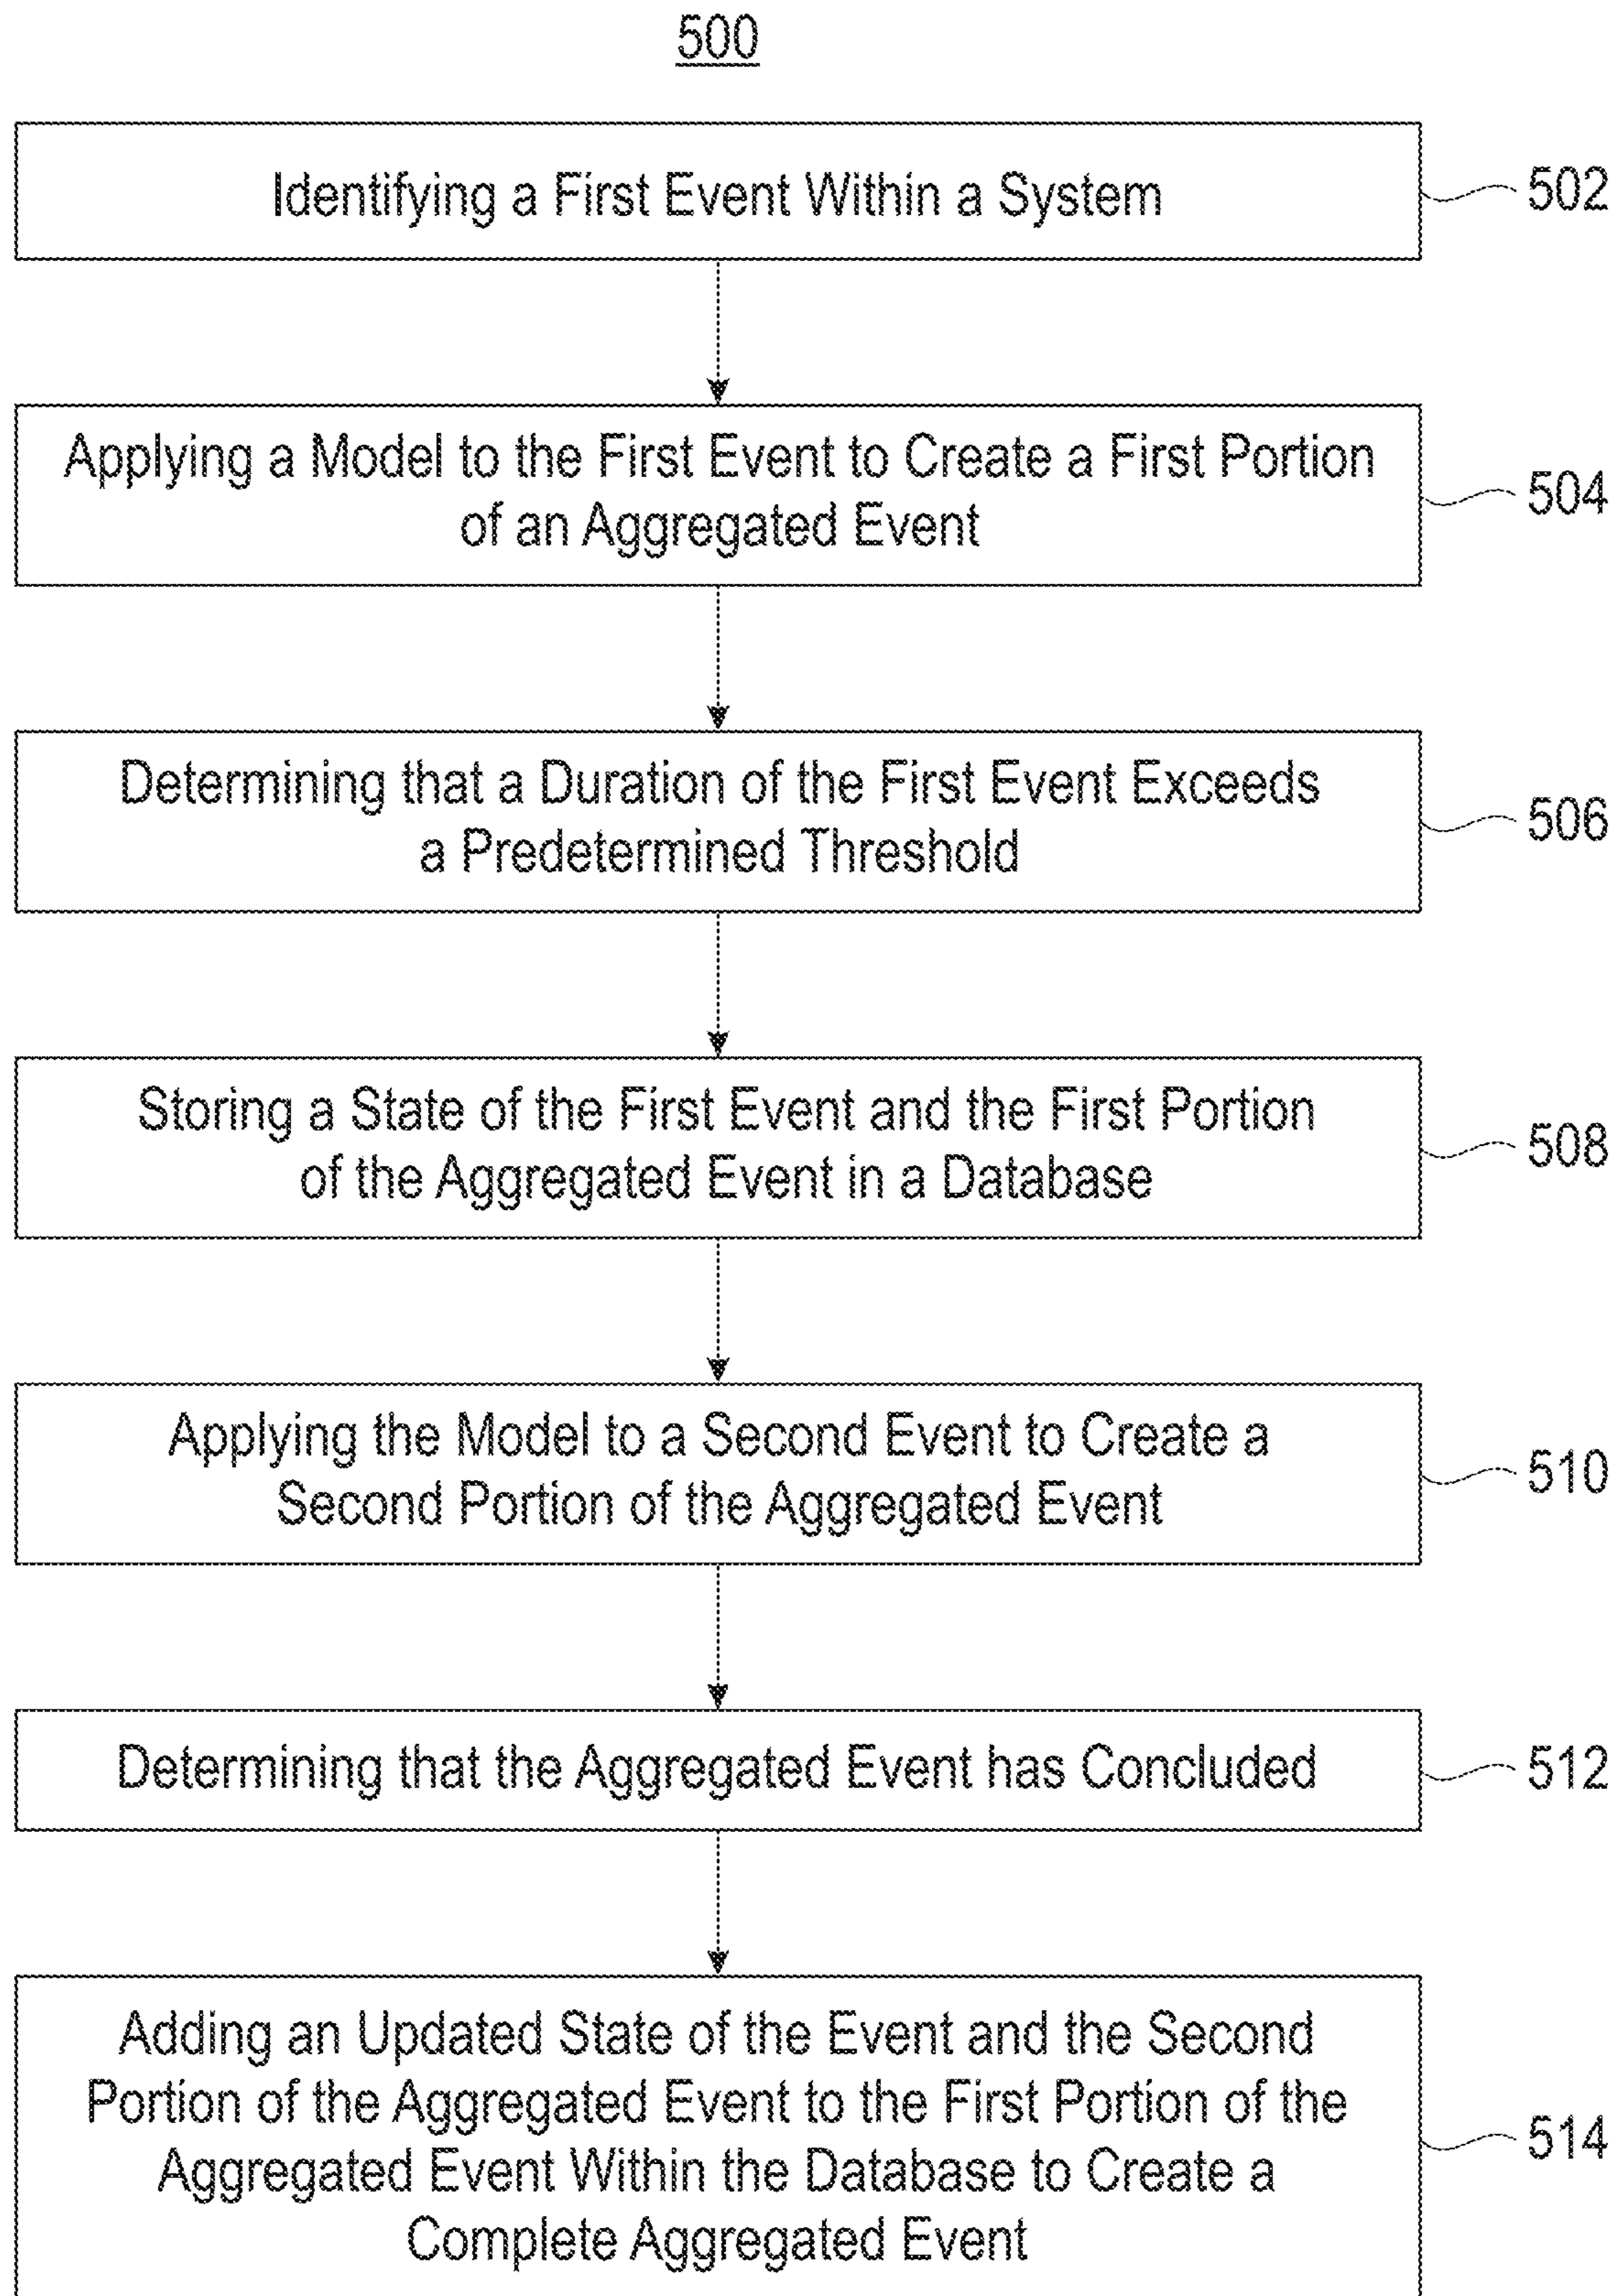 500
Identifying a First Event Within a System
502
Applying a Model to the First Event to Create a First Portion
of an Aggregated Event
504
Determining that a Duration of the First Event Exceeds
a Predetermined Threshold
506
Storing a State of the First Event and the First Portion
of the Aggregated Event in a Database
508
Applying the Model to a Second Event to Create a
Second Portion of the Aggregated Event
510
Determining that the Aggregated Event has Concluded
512
Adding an Updated State of the Event and the Second
Portion of the Aggregated Event to the First Portion of the
Aggregated Event Within the Database to Create a
Complete Aggregated Event
514